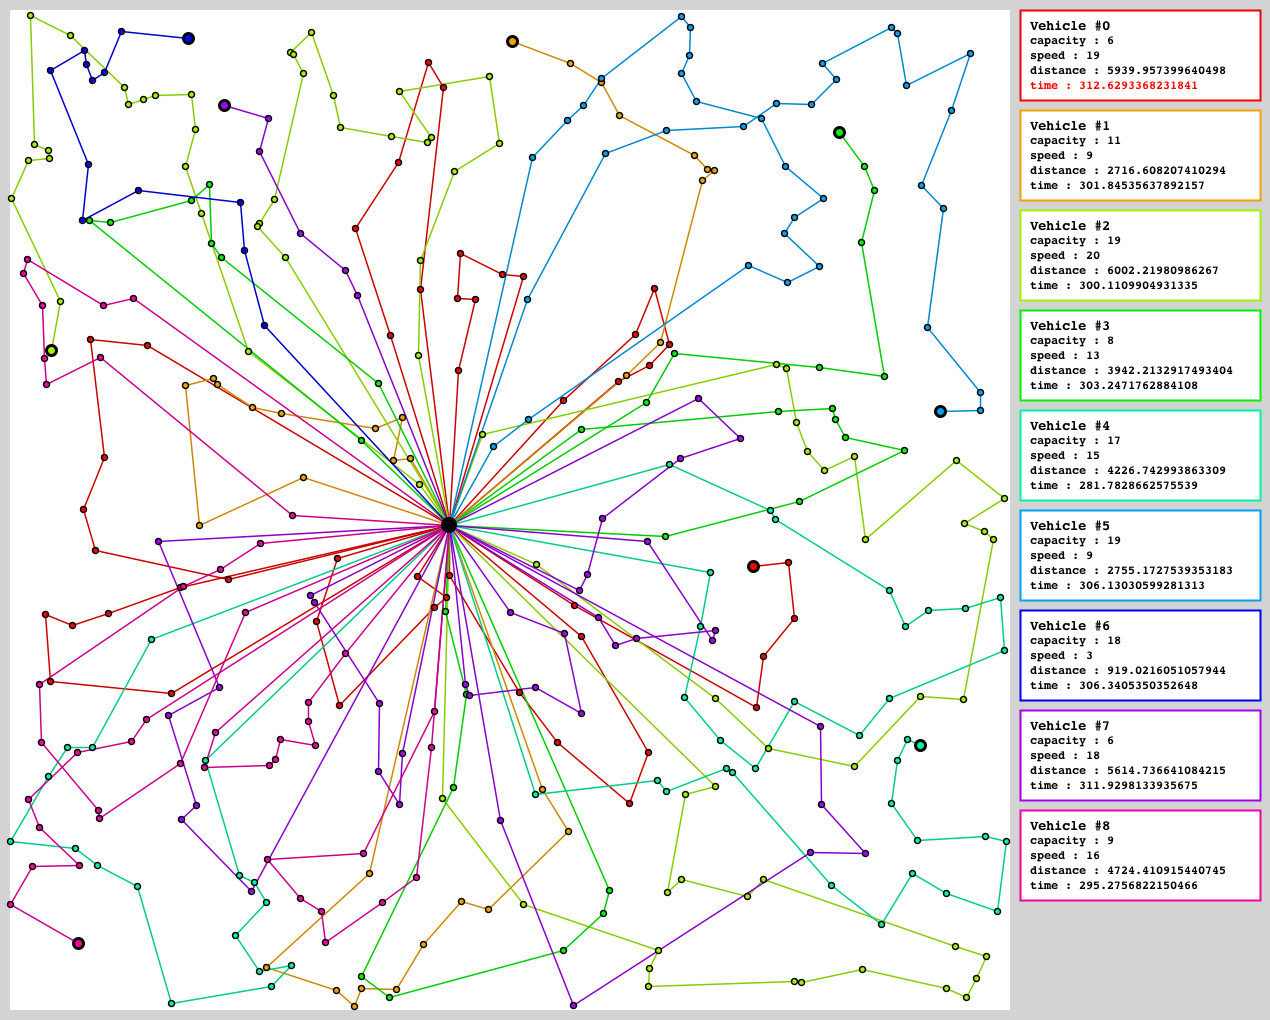 Vehicle #0
capacity : 6
speed : 19
distance : 5939.957399640498
time : 312.6293368231841
Vehicle #1
capacity : 11
speed : 9
distance : 2716.608207410294
time : 301.84535637892157
Vehicle #2
capacity : 19
speed : 20
distance : 6002.21980986267
time : 300.1109904931335
Vehicle #3
capacity : 8
speed : 13
distance : 3942.2132917493404
time : 303.2471762884108
Vehicle #4
capacity : 17
speed : 15
distance : 4226.742993863309
time : 281.7828662575539
Vehicle #5
capacity : 19
speed : 9
distance : 2755.1727539353183
time : 306.13030599281313
Vehicle #6
capacity : 18
speed : 3
distance : 919.0216051057944
time : 306.3405350352648
Vehicle #7
capacity : 6
speed : 18
distance : 5614.736641084215
time : 311.9298133935675
Vehicle #8
capacity : 9
speed : 16
distance : 4724.410915440745
time : 295.2756822150466